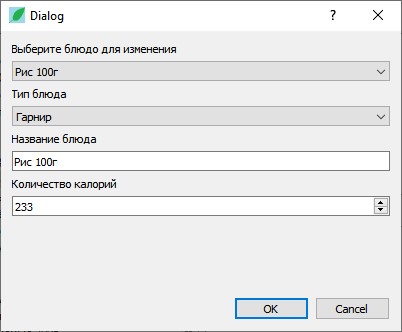 Dialog
Выберите блюдо для изменения
Рис 100г
Тип блюда
Гарнир
Название блюда
Рис 100г
Количество калорий
233
OK Cancel